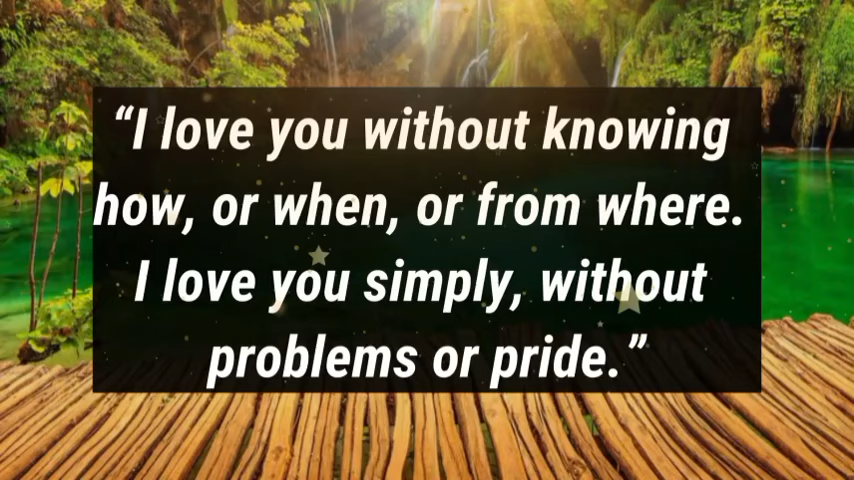 “I love you without knowing
how, or when, or from where.
I love you simply, without
problems or pride.”